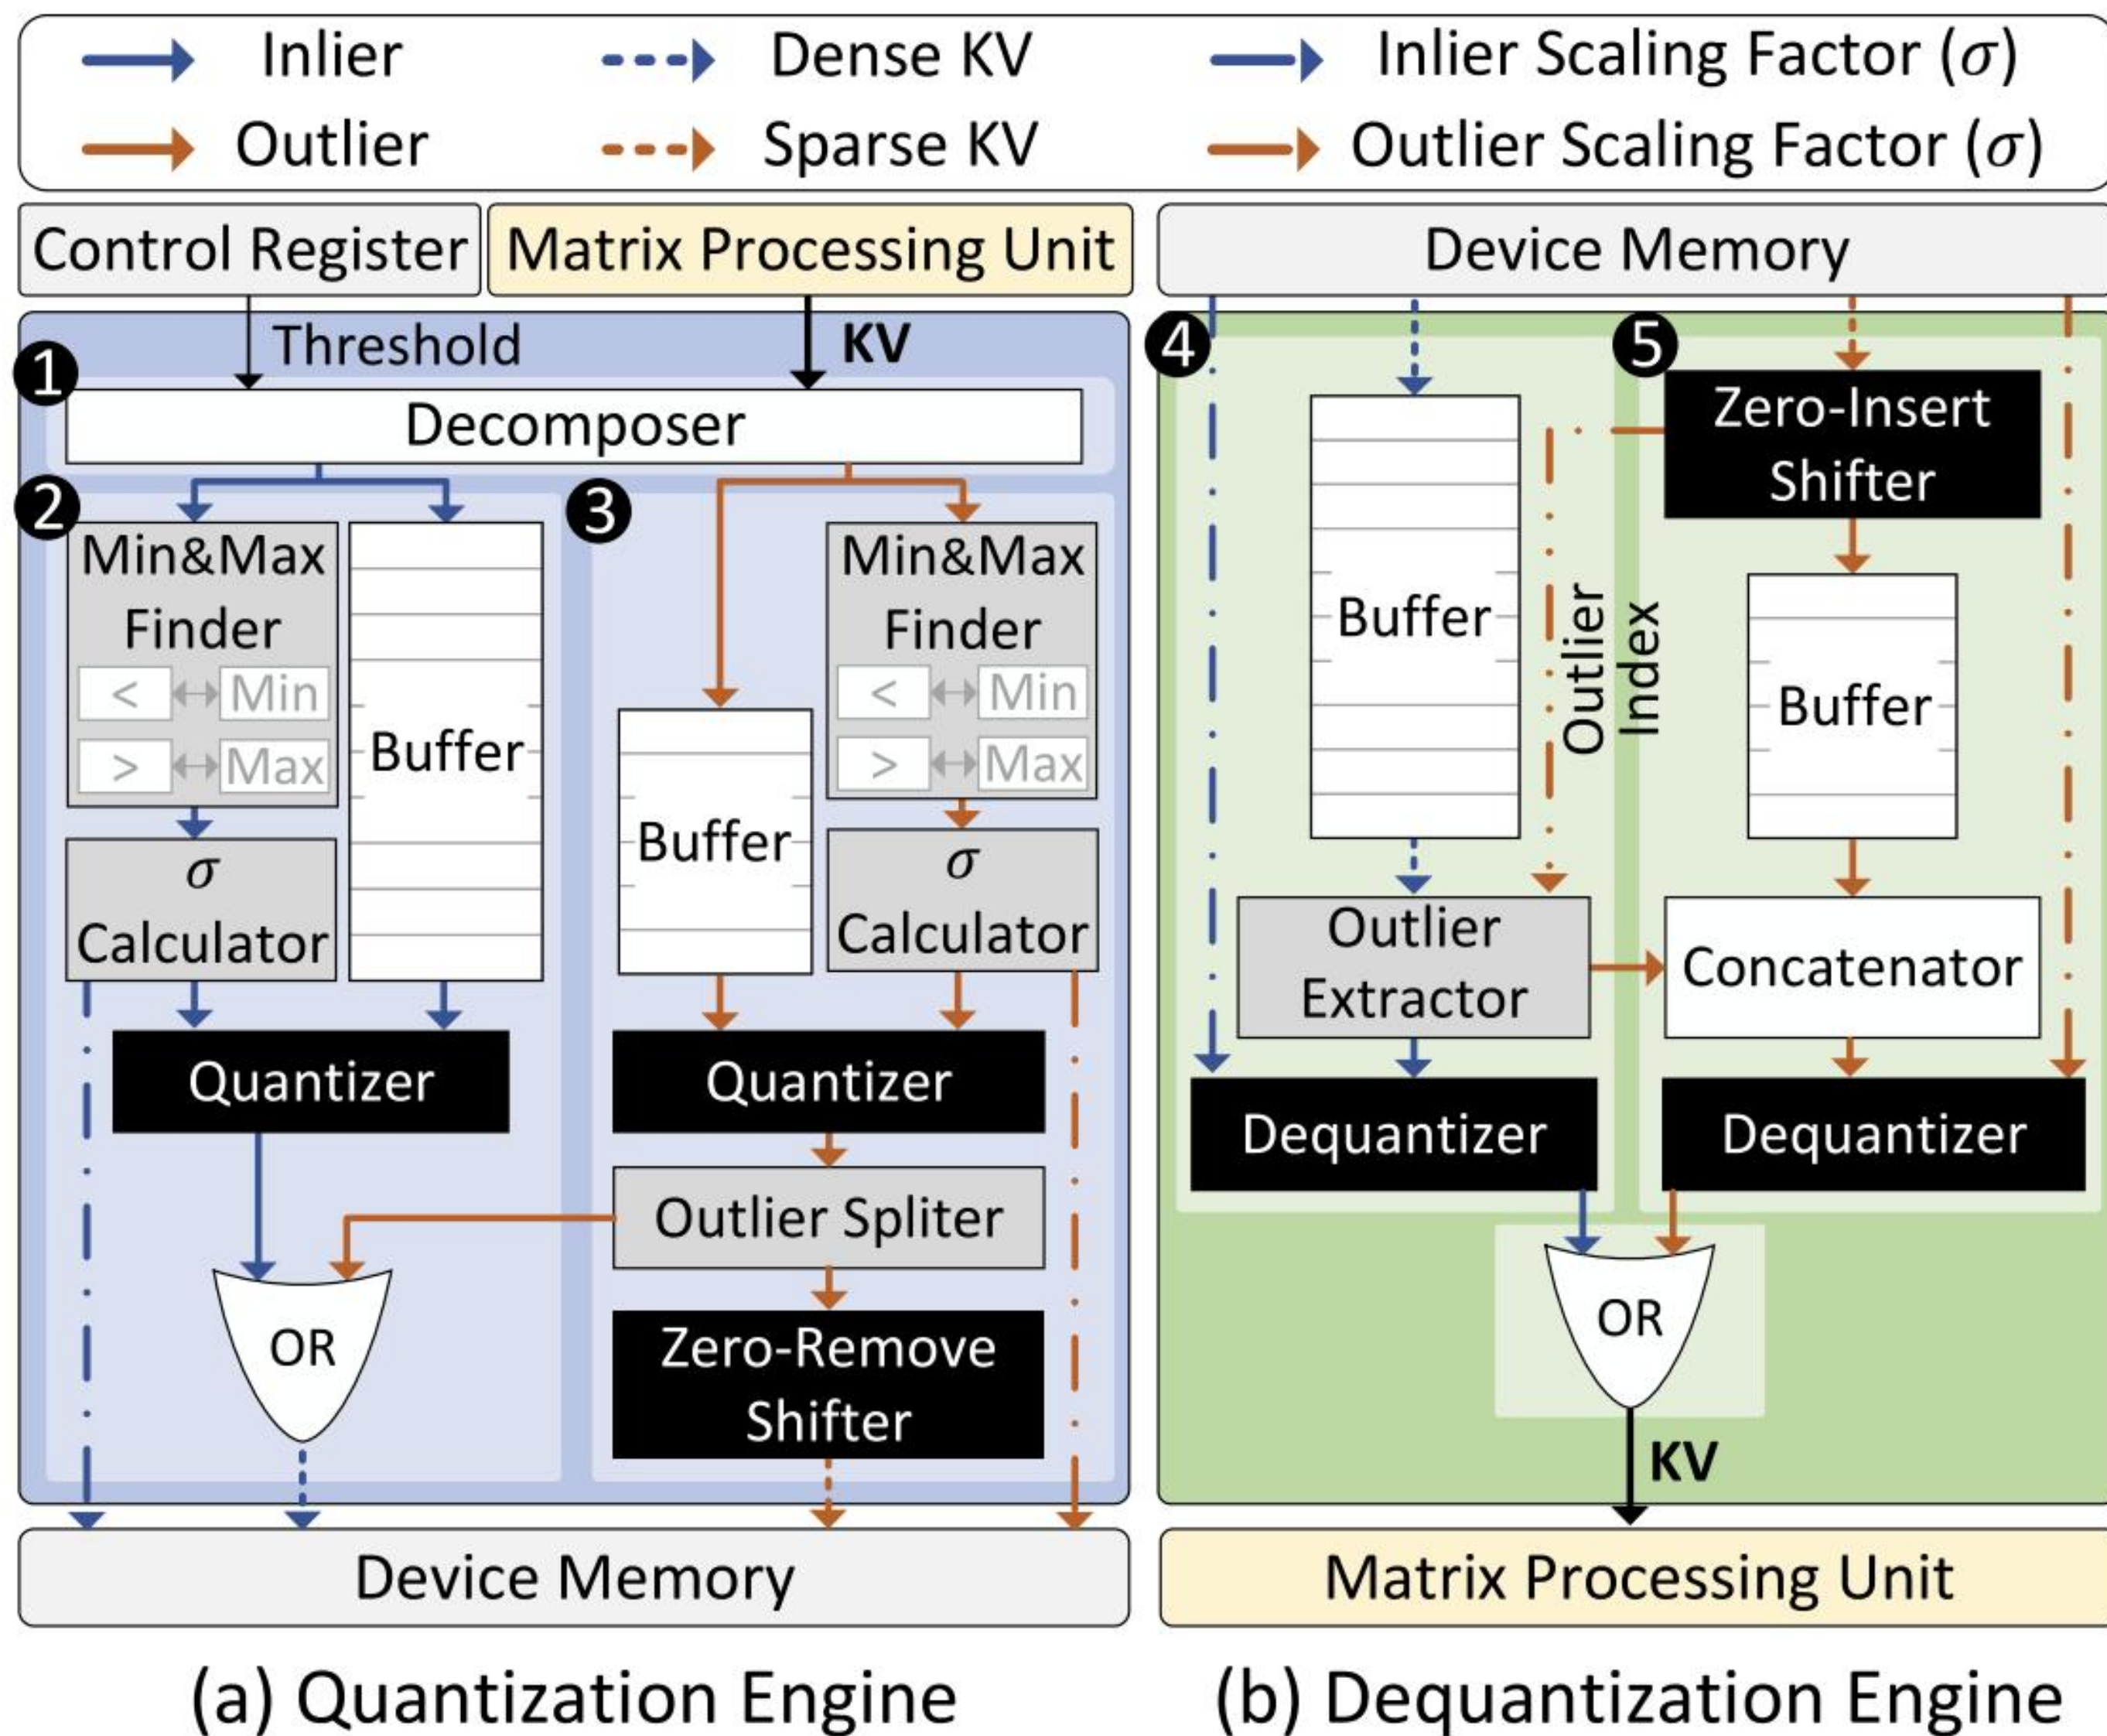 Inlier
Dense KV
Inlier Scaling Factor (σ)
Outlier
Sparse KV
Outlier Scaling Factor (σ)
Control Register
Matrix Processing Unit
Threshold
KV
1
Decomposer
2
Min&Max
Finder
<
Min
>
Max
Buffer
σ
Calculator
Quantizer
OR
3
Buffer
Min&Max
Finder
<
Min
>
Max
σ
Calculator
Quantizer
Outlier Spliter
Zero-Remove
Shifter
Device Memory
(a) Quantization Engine
Device Memory
4
Buffer
Outlier
Index
Outlier
Extractor
Dequantizer
5
Zero-Insert
Shifter
Buffer
Concatenator
Dequantizer
OR
KV
Matrix Processing Unit
(b) Dequantization Engine